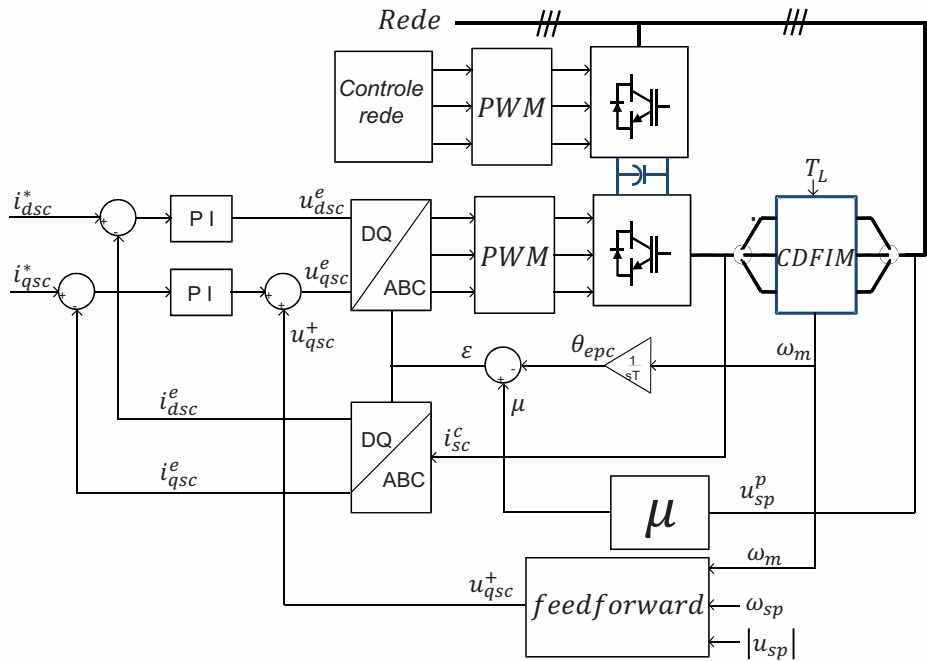 Rede
Controle
rede
PWM
T_L
i*_dsc
+
-
P I
u^e_dsc
DQ
ABC
PWM
CDFIM
i*_qsc
+
-
P I
+
+
u^e_qsc
u^+_qsc
ε
+
-
θ_epc
1
sT
ω_m
μ
i^e_dsc
DQ
ABC
i^c_sc
i^e_qsc
μ
u^p_sp
u^+_qsc
feedforward
ω_m
ω_sp
|u_sp|